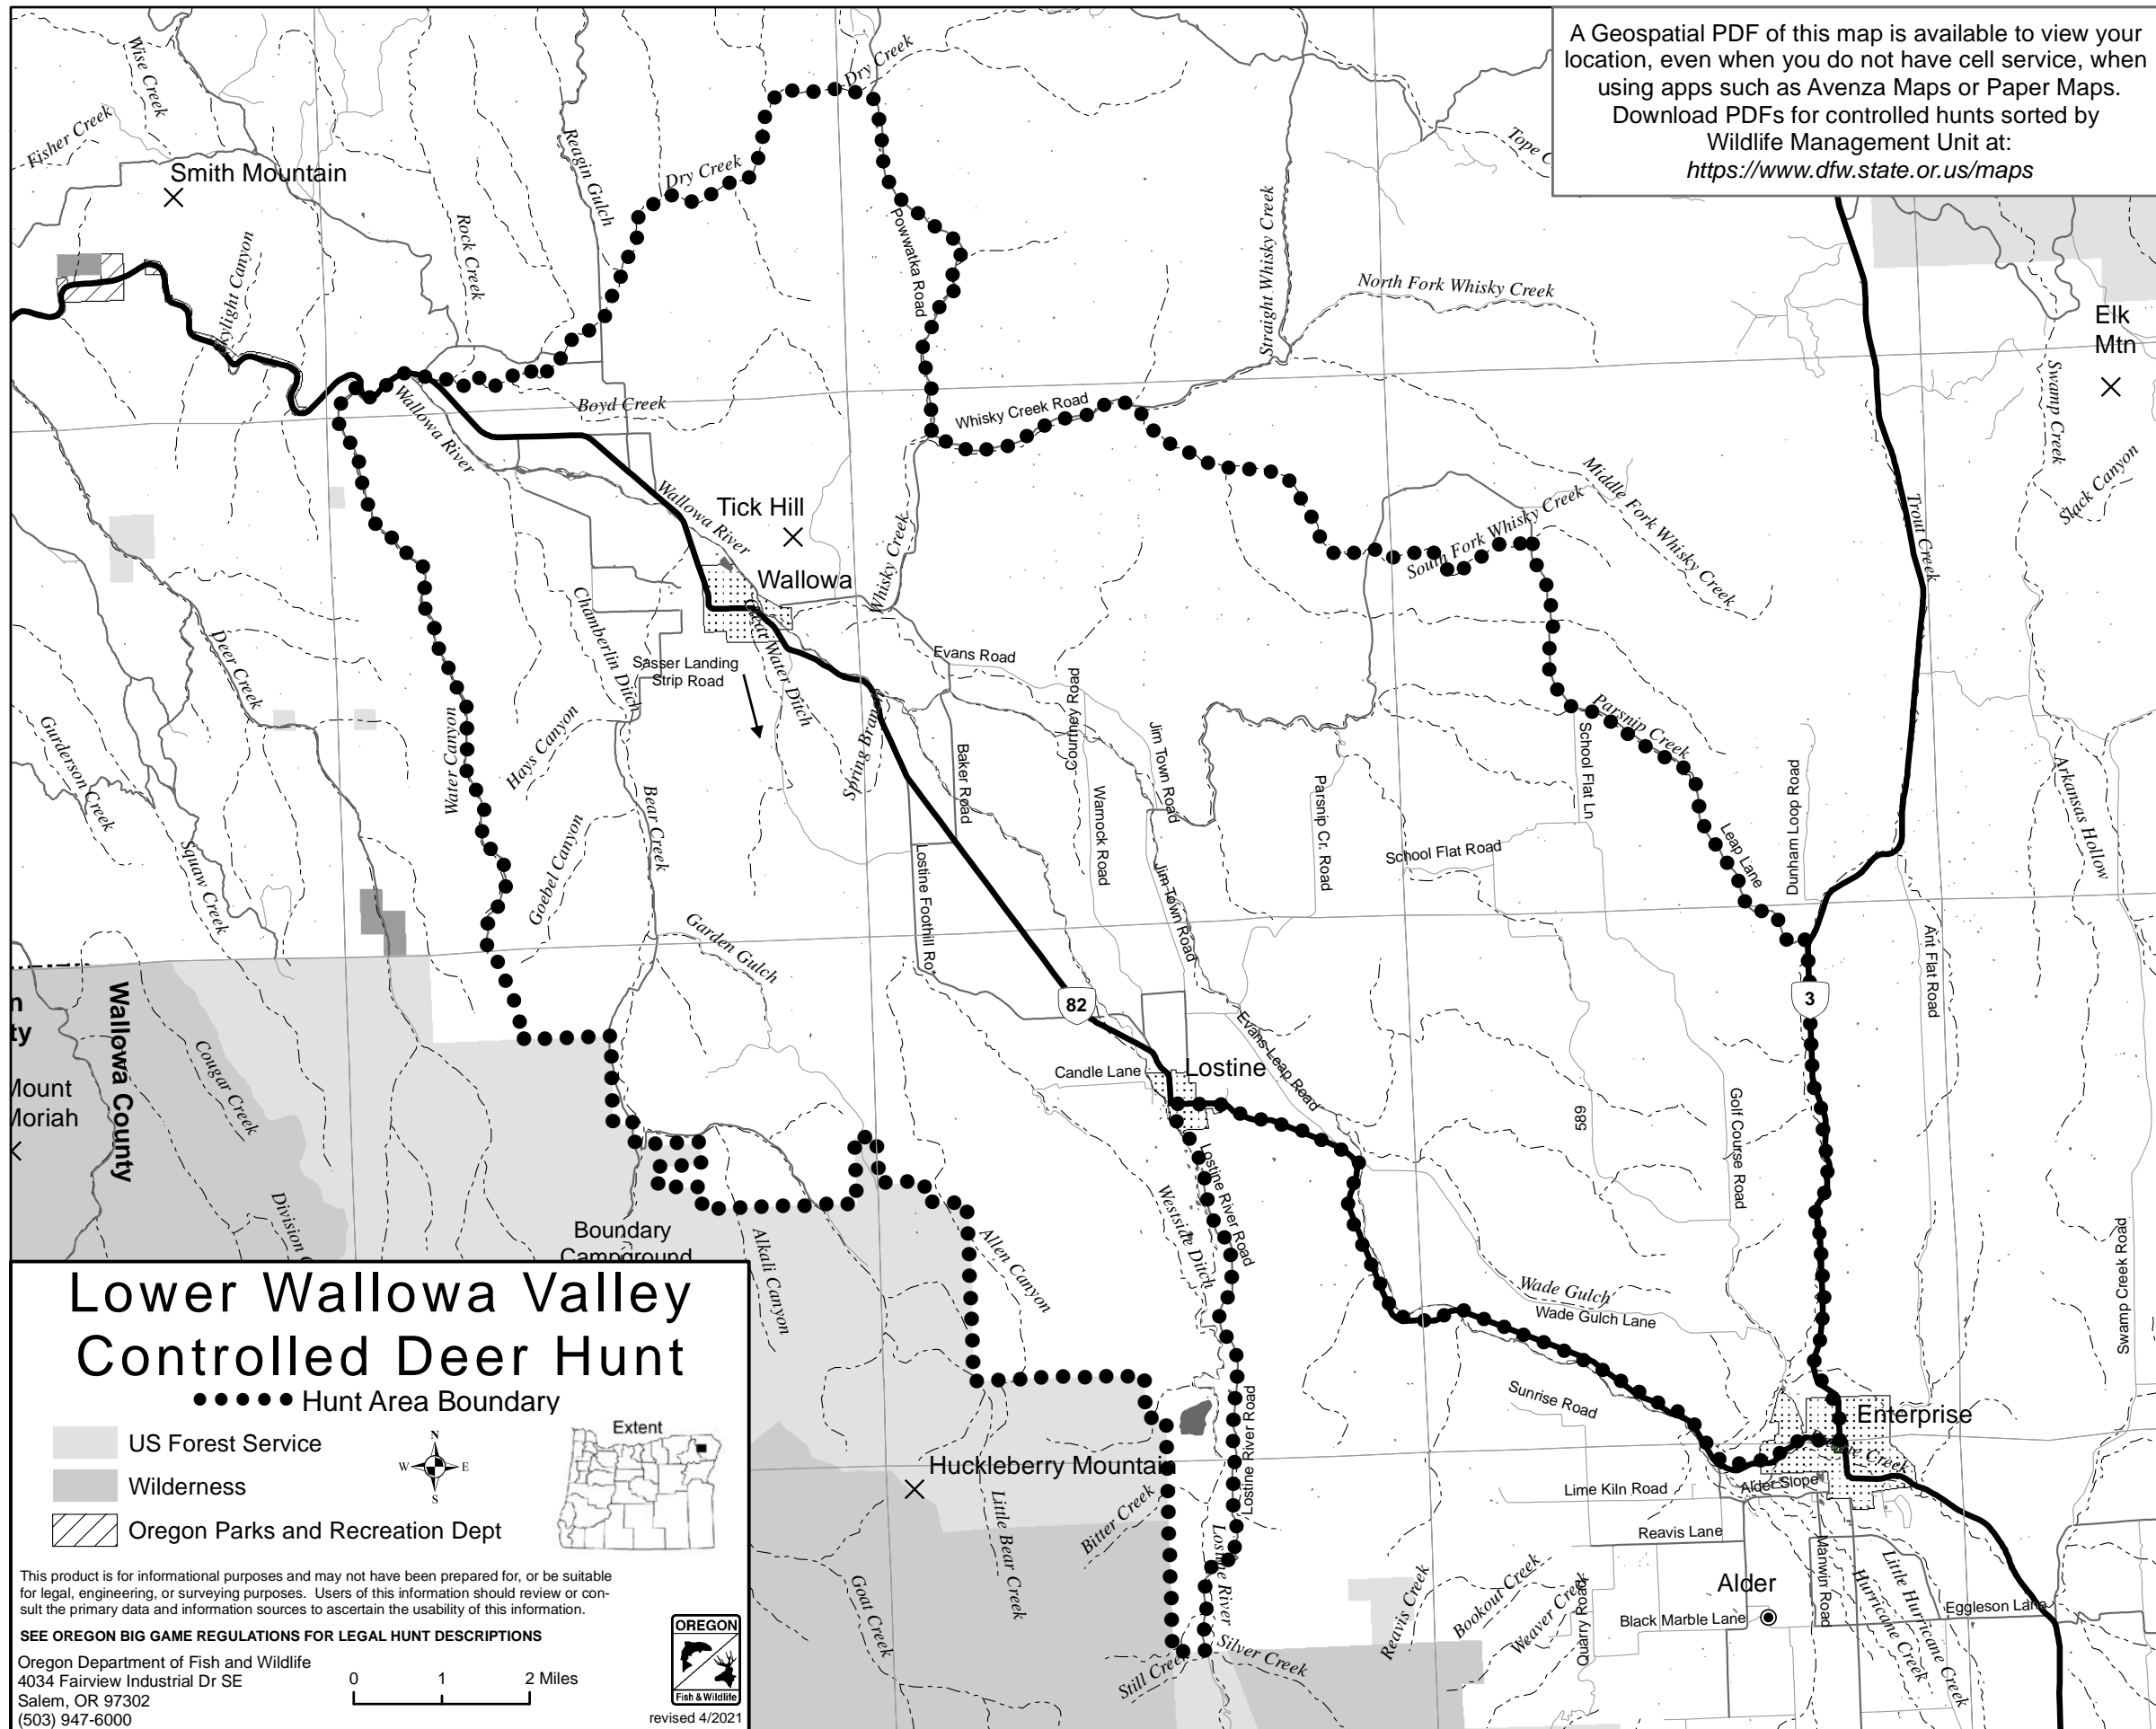 A Geospatial PDF of this map is available to view your
location, even when you do not have cell service, when
using apps such as Avenza Maps or Paper Maps.
Download PDFs for controlled hunts sorted by
Wildlife Management Unit at:
https://www.dfw.state.or.us/maps
Wise Creek
Fisher Creek
Smith Mountain
Rock Creek
Reagin Gulch
Dry Creek
Dry Creek
Powwatka Road
Straight Whisky Creek
North Fork Whisky Creek
Tope C
Elk
Mtn
Swamp Creek
Slack Canyon
Trout Creek
Wallowa River
Boyd Creek
Whisky Creek Road
Wallowa River
Tick Hill
Whisky Creek
Wallowa
South Fork Whisky Creek
Middle Fork Whisky Creek
Deer Creek
Chamberlin Ditch
Sasser Landing
Strip Road
Clear Water Ditch
Evans Road
Courtney Road
Jim Town Road
Gurderson Creek
Water Canyon
Hays Canyon
Spring Branch
Baker Road
Warnock Road
Parsnip Cr. Road
School Flat Ln
Parsnip Creek
Dunham Loop Road
Arkansas Hollow
Squaw Creek
Goebel Canyon
Bear Creek
Lostine Foothill Ro
Jim Town Road
School Flat Road
Leap Lane
Garden Gulch
Ant Flat Road
Wallowa County
n
ty
Mount
Moriah
Cougar Creek
Division C
82
3
Evans Leap Road
Candle Lane
Lostine
689
Golf Course Road
Boundary
Campground
Alkali Canyon
Allen Canyon
Westside Ditch
Lostine River Road
Wade Gulch
Wade Gulch Lane
Swamp Creek Road
Sunrise Road
Enterprise
Huckleberry Mountain
Lostine River Road
Lime Kiln Road
Alder Slope
Bitter Creek
Little Bear Creek
Lostine River
Reavis Lane
Goat Creek
Reavis Creek
Bookout Creek
Weaver Creek
Quarry Road
Alder
Black Marble Lane
Marwin Road
Hurricane Creek
Little Hurricane Creek
Eggleson Lane
Still Creek
Silver Creek
Lower Wallowa Valley
Controlled Deer Hunt
Hunt Area Boundary
US Forest Service
Wilderness
Oregon Parks and Recreation Dept
N
W E
S
Extent
This product is for informational purposes and may not have been prepared for, or be suitable
for legal, engineering, or surveying purposes. Users of this information should review or con-
sult the primary data and information sources to ascertain the usability of this information.
SEE OREGON BIG GAME REGULATIONS FOR LEGAL HUNT DESCRIPTIONS
Oregon Department of Fish and Wildlife
4034 Fairview Industrial Dr SE
Salem, OR 97302
(503) 947-6000
0 1 2 Miles
OREGON
Fish & Wildlife
revised 4/2021